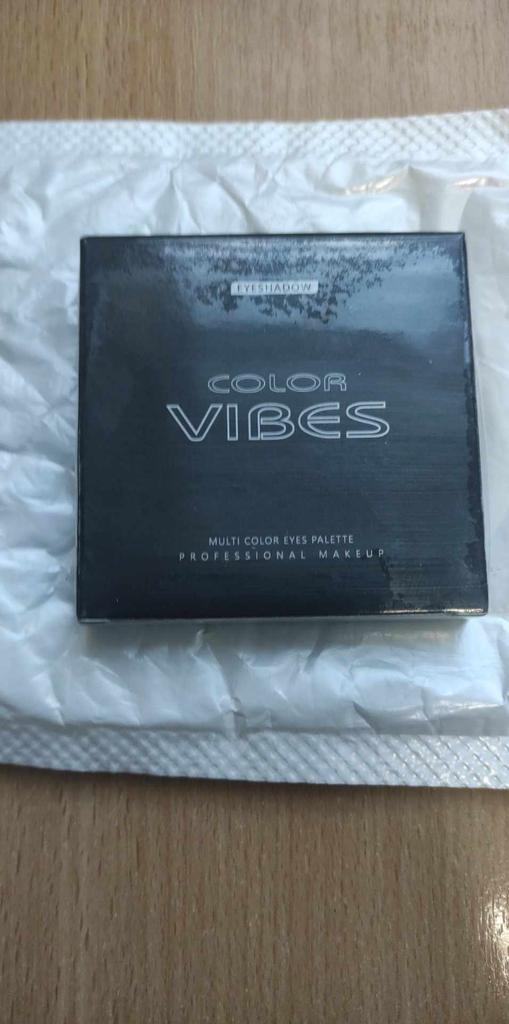 EYESHADOW
COLOR
VIBES
MULTI COLOR EYES PALETTE
PROFESSIONAL MAKEUP